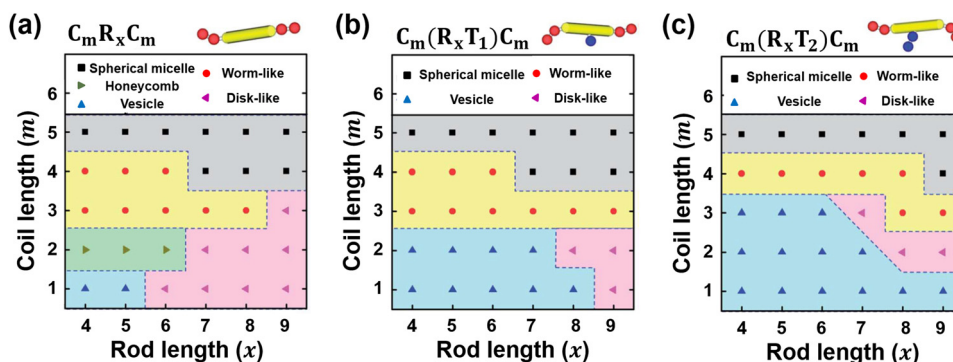 (a) CmRxCm
Spherical micelle Worm-like
Honeycomb
Vesicle Disk-like
6
5
4
3
2
1
Coil length (m)
4 5 6 7 8 9
Rod length (x)
(b) Cm(RxT1)Cm
Spherical micelle Worm-like
Vesicle Disk-like
6
5
4
3
2
1
Coil length (m)
4 5 6 7 8 9
Rod length (x)
(c) Cm(RxT2)Cm
Spherical micelle Worm-like
Vesicle Disk-like
6
5
4
3
2
1
Coil length (m)
4 5 6 7 8 9
Rod length (x)